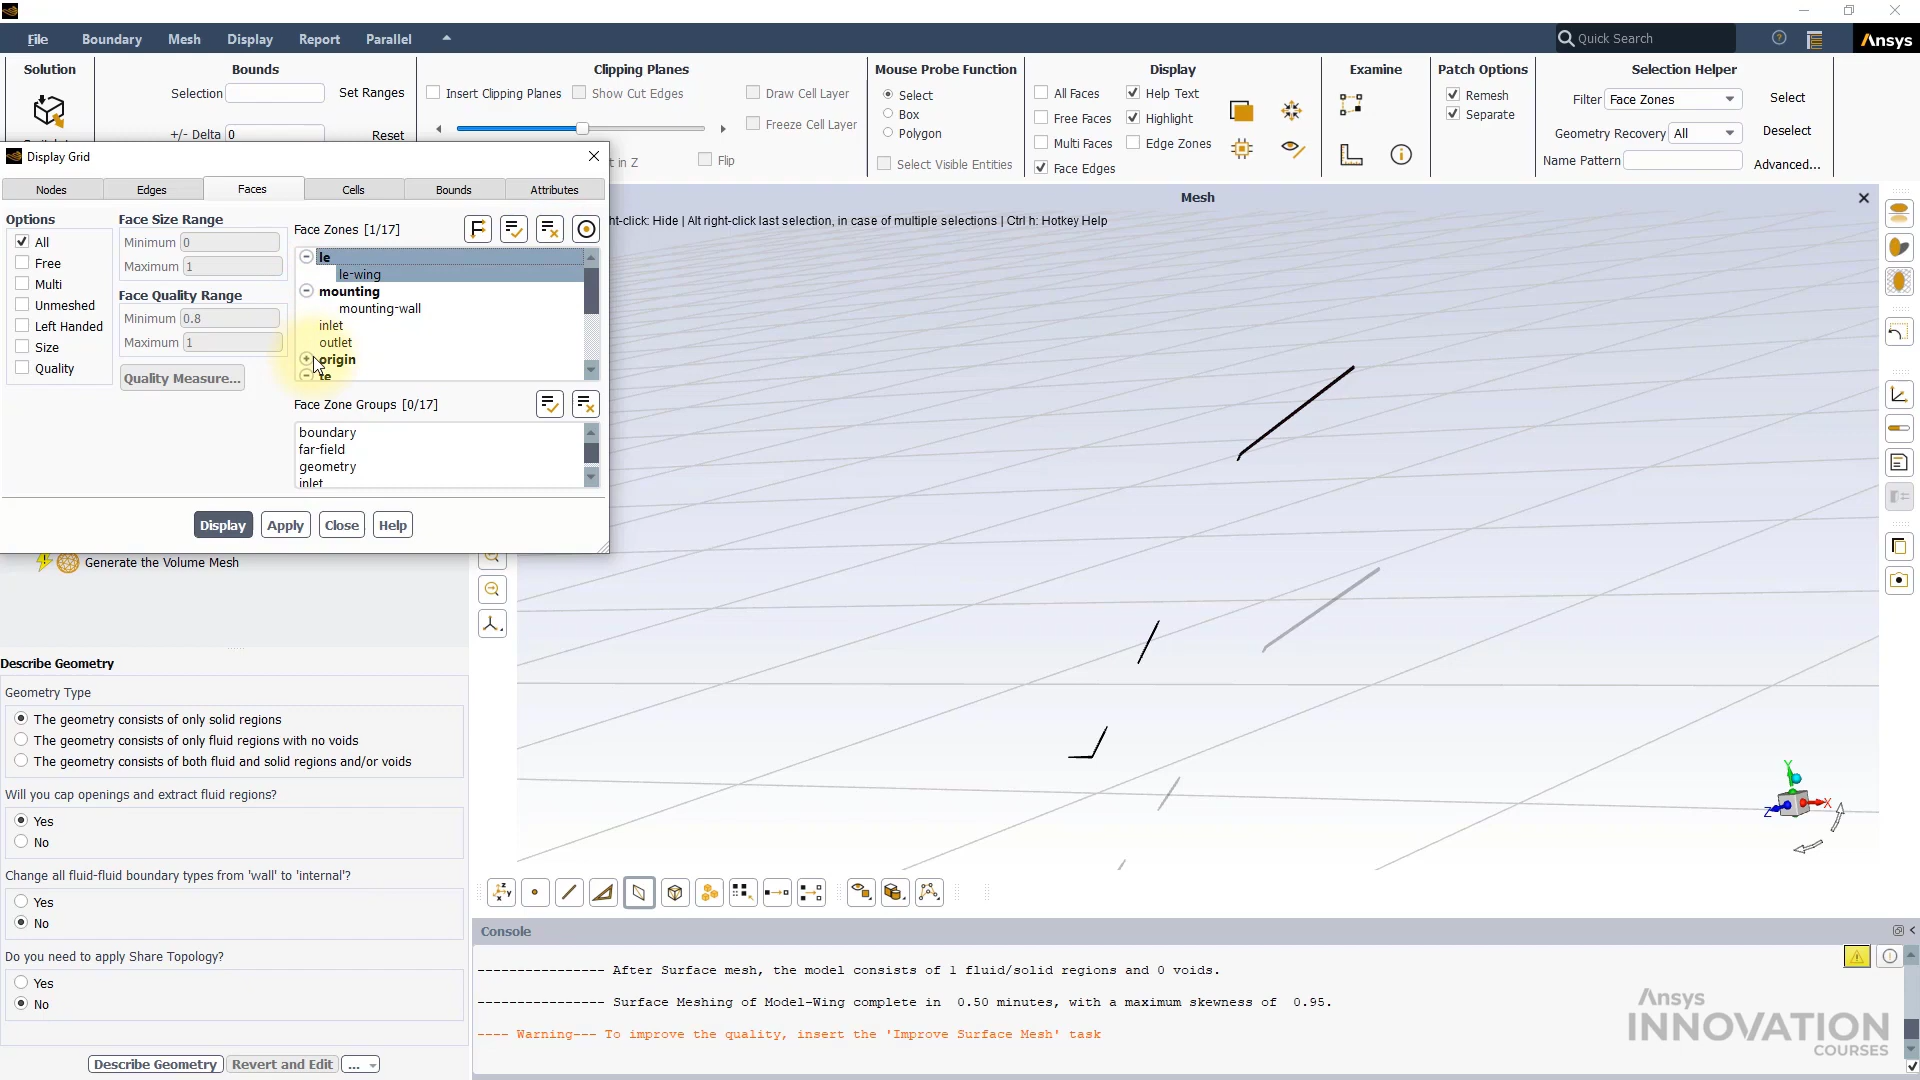 File
Boundary
Mesh
Display
Report
Parallel
Quick Search
Ansys
Solution
Bounds
Clipping Planes
Mouse Probe Function
Display
Examine
Patch Options
Selection Helper
Selection
Set Ranges
Insert Clipping Planes
Show Cut Edges
Draw Cell Layer
Select
All Faces
Help Text
Remesh
Filter
Face Zones
Select
+/- Delta
0
Reset
Freeze Cell Layer
Box
Polygon
Free Faces
Highlight
Separate
Geometry Recovery
All
Deselect
Display Grid
in Z
Flip
Select Visible Entities
Multi Faces
Edge Zones
Face Edges
Name Pattern
Advanced...
Nodes
Edges
Faces
Cells
Bounds
Attributes
Mesh
ht-click: Hide | Alt right-click last selection, in case of multiple selections | Ctrl h: Hotkey Help
Options
All
Free
Multi
Unmeshed
Left Handed
Size
Quality
Face Size Range
Minimum 0
Maximum 1
Face Quality Range
Minimum 0.8
Maximum 1
Quality Measure...
Face Zones [1/17]
le
le-wing
mounting
mounting-wall
inlet
outlet
origin
te
Face Zone Groups [0/17]
boundary
far-field
geometry
inlet
Display
Apply
Close
Help
Generate the Volume Mesh
Describe Geometry
Geometry Type
The geometry consists of only solid regions
The geometry consists of only fluid regions with no voids
The geometry consists of both fluid and solid regions and/or voids
Will you cap openings and extract fluid regions?
Yes
No
Change all fluid-fluid boundary types from 'wall' to 'internal'?
Yes
No
Do you need to apply Share Topology?
Yes
No
Describe Geometry
Revert and Edit
...
Y
X
Z
Console
---------------- After Surface mesh, the model consists of 1 fluid/solid regions and 0 voids.
---------------- Surface Meshing of Model-Wing complete in 0.50 minutes, with a maximum skewness of 0.95.
---- Warning--- To improve the quality, insert the 'Improve Surface Mesh' task
Ansys
INNOVATION
COURSES